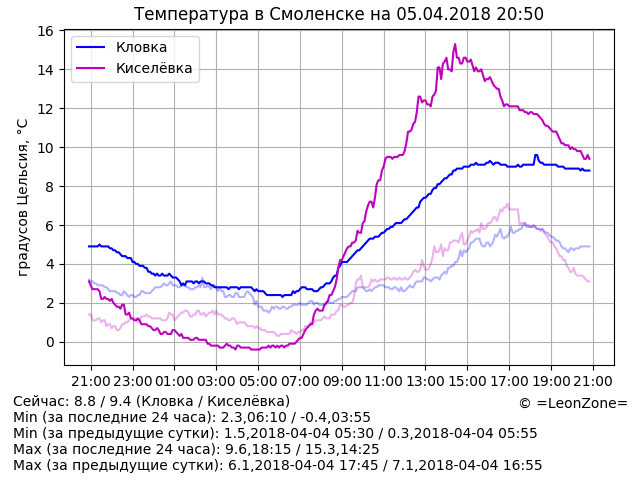 Температура в Смоленске на 05.04.2018 20:50
градусов Цельсия, °C
16
14
12
10
8
6
4
2
0
Кловка
Киселёвка
21:00 23:00 01:00 03:00 05:00 07:00 09:00 11:00 13:00 15:00 17:00 19:00 21:00
Сейчас: 8.8 / 9.4 (Кловка / Киселёвка)
© =LeonZone=
Min (за последние 24 часа): 2.3,06:10 / -0.4,03:55
Min (за предыдущие сутки): 1.5,2018-04-04 05:30 / 0.3,2018-04-04 05:55
Max (за последние 24 часа): 9.6,18:15 / 15.3,14:25
Max (за предыдущие сутки): 6.1,2018-04-04 17:45 / 7.1,2018-04-04 16:55